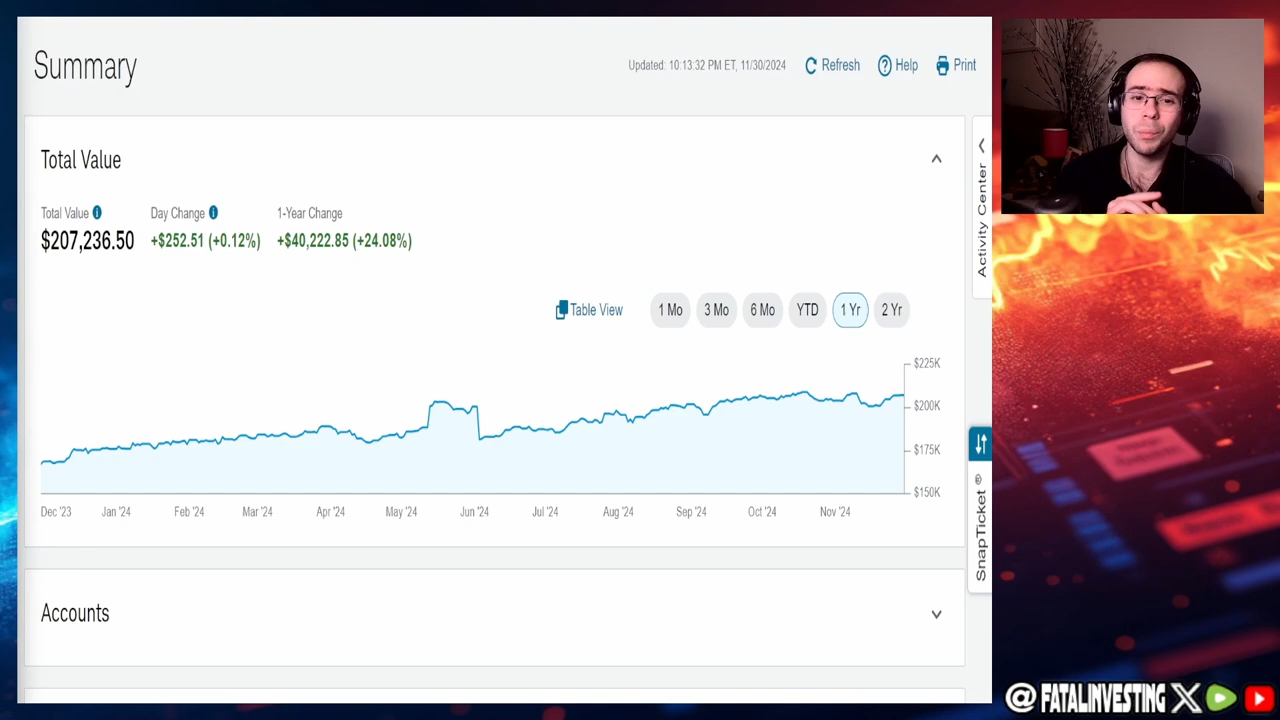 Summary
Updated: 10:13:32 PM ET, 11/30/2024
Refresh
Help
Print
Total Value
Total Value
Day Change
1-Year Change
$207,236.50
+$252.51 (+0.12%)
+$40,222.85 (+24.08%)
Table View
1 Mo
3 Mo
6 Mo
YTD
1 Yr
2 Yr
$225K
$200K
$175K
$150K
Dec '23
Jan '24
Feb '24
Mar '24
Apr '24
May '24
Jun '24
Jul '24
Aug '24
Sep '24
Oct '24
Nov '24
Accounts
Activity Center
SnapTicket ®
@FATALINVESTING X